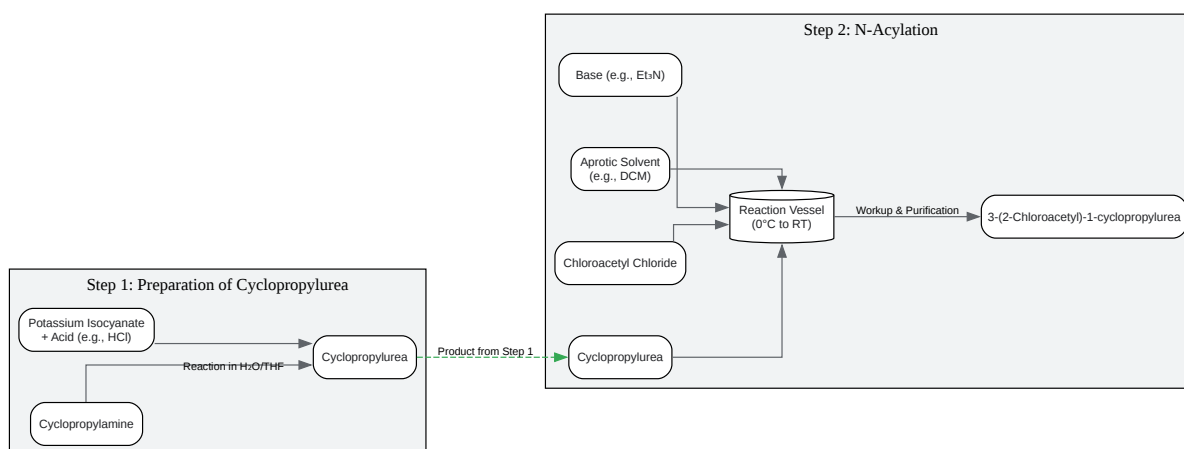 Step 2: N-Acylation
Base (e.g., Et₃N)
Aprotic Solvent
(e.g., DCM)
Reaction Vessel
(0°C to RT)
Workup & Purification
3-(2-Chloroacetyl)-1-cyclopropylurea
Chloroacetyl Chloride
Cyclopropylurea
Step 1: Preparation of Cyclopropylurea
Potassium Isocyanate
+ Acid (e.g., HCl)
Cyclopropylurea
Product from Step 1
Reaction in H₂O/THF
Cyclopropylamine